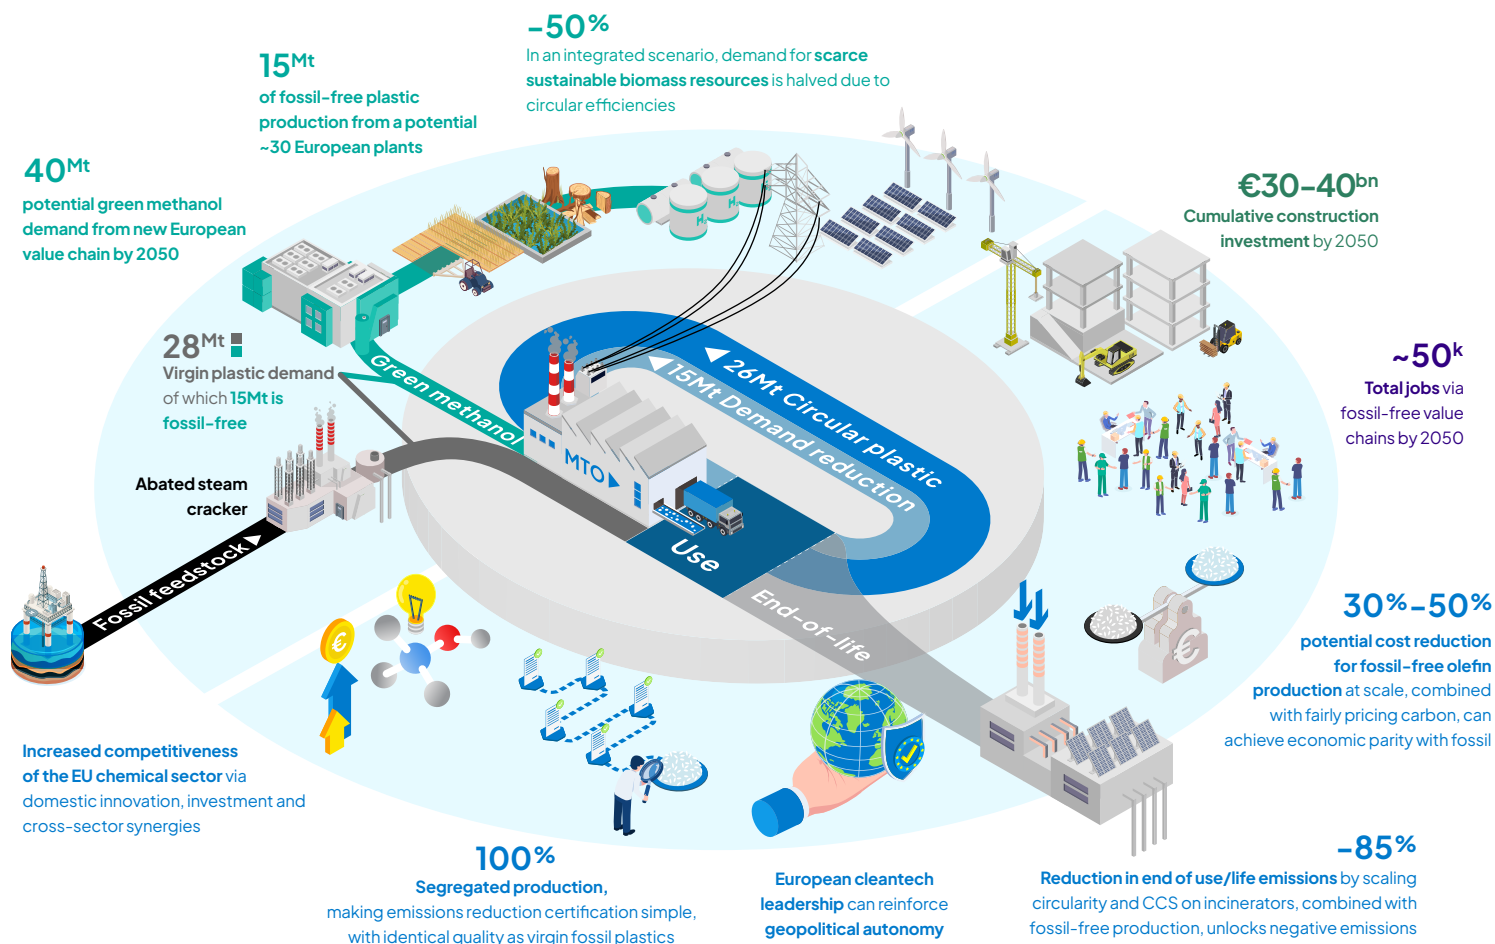 -50%
In an integrated scenario, demand for scarce
sustainable biomass resources is halved due to
circular efficiencies
15Mt
of fossil-free plastic
production from a potential
~30 European plants
40Mt
potential green methanol
demand from new European
value chain by 2050
€30-40bn
Cumulative construction
investment by 2050
28Mt
Virgin plastic demand
of which 15Mt is
fossil-free
~50k
Total jobs via
fossil-free value
chains by 2050
H₂
Green methanol
26Mt Circular plastic
15Mt Demand reduction
MTO
Use
End-of-life
Abated steam
cracker
Fossil feedstock
€
€
30%-50%
potential cost reduction
for fossil-free olefin
production at scale, combined
with fairly pricing carbon, can
achieve economic parity with fossil
Increased competitiveness
of the EU chemical sector via
domestic innovation, investment and
cross-sector synergies
100%
Segregated production,
making emissions reduction certification simple,
with identical quality as virgin fossil plastics
European cleantech
leadership can reinforce
geopolitical autonomy
-85%
Reduction in end of use/life emissions by scaling
circularity and CCS on incinerators, combined with
fossil-free production, unlocks negative emissions